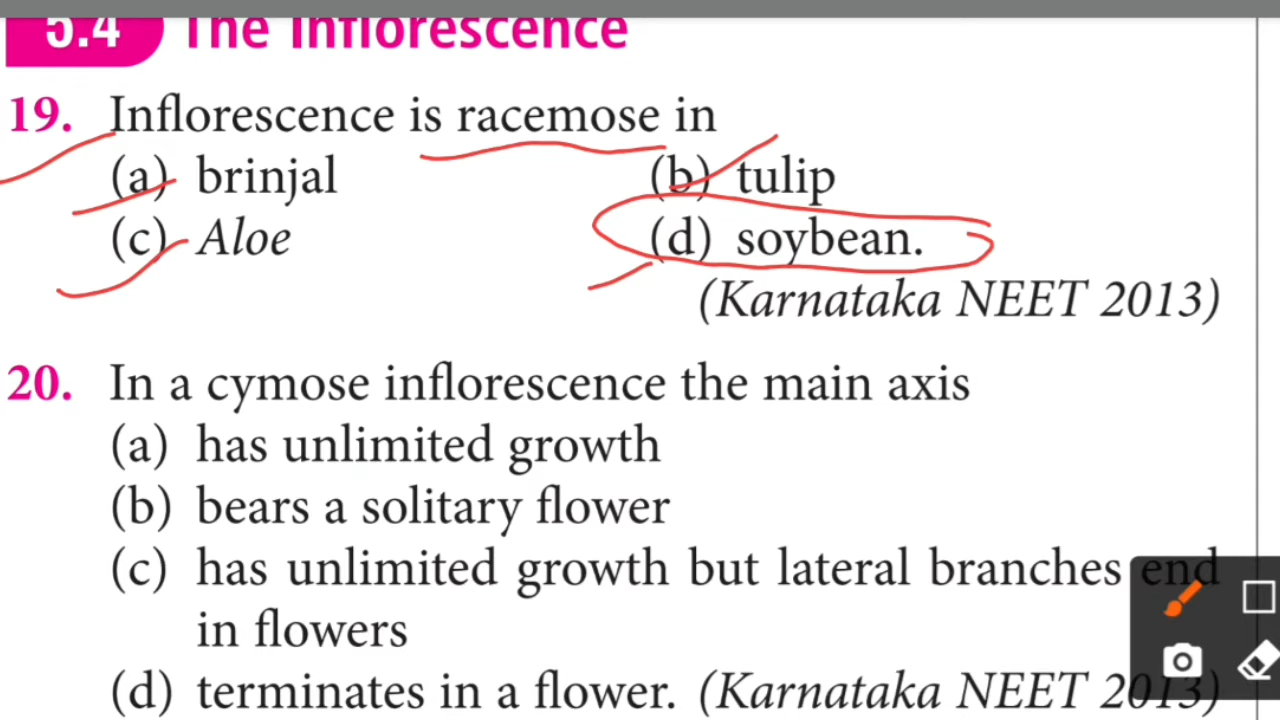 5.4 The Inflorescence
19. Inflorescence is racemose in
(a) brinjal (b) tulip
(c) Aloe (d) soybean.
(Karnataka NEET 2013)
20. In a cymose inflorescence the main axis
(a) has unlimited growth
(b) bears a solitary flower
(c) has unlimited growth but lateral branches end
in flowers
(d) terminates in a flower. (Karnataka NEET 2013)